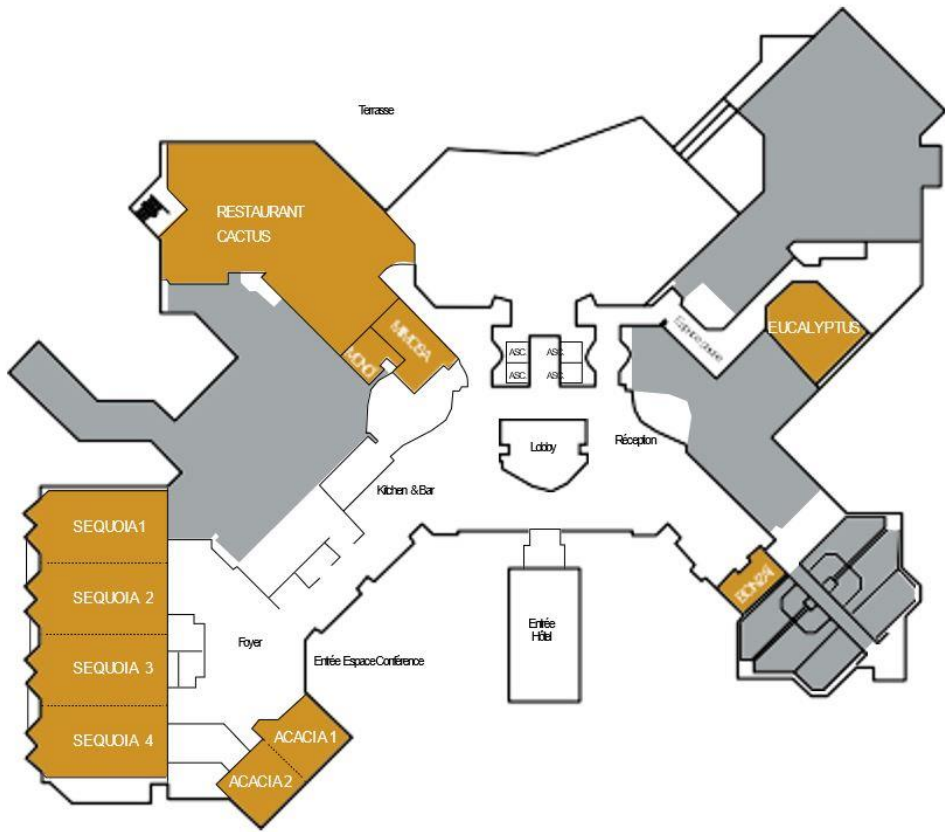 Terrasse
RESTAURANT
CACTUS
MIMOSA
EUCALYPTUS
ASC.
ASC.
ASC.
ASC.
Lobby
Réception
Kitchen & Bar
SEQUOIA 1
SEQUOIA 2
SEQUOIA 3
SEQUOIA 4
Foyer
Entrée Espace Conférence
Entrée
Hôtel
BONZAÏ
ACACIA 1
ACACIA 2